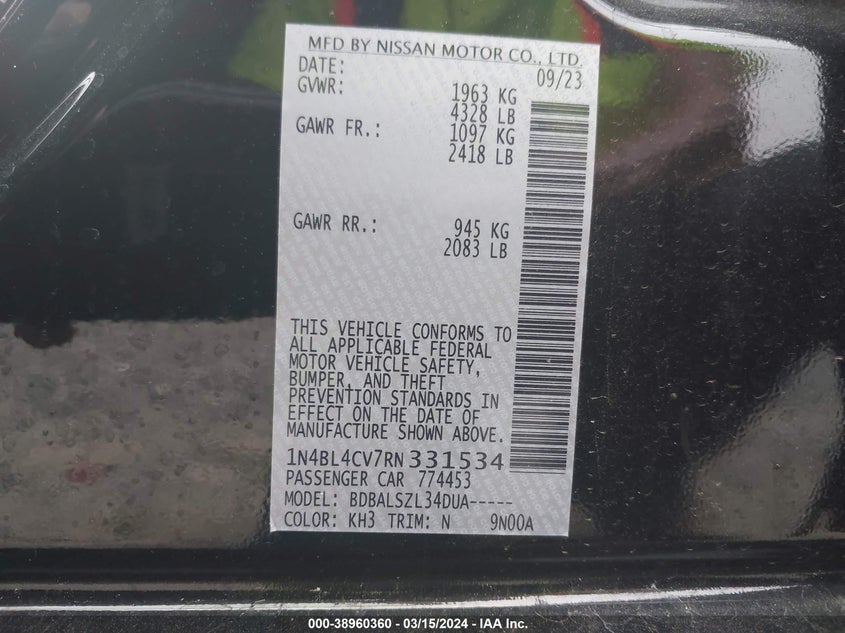 MFD BY NISSAN MOTOR CO., LTD.
DATE: 09/23
GVWR: 1963 KG
4328 LB
GAWR FR.: 1097 KG
2418 LB
GAWR RR.: 945 KG
2083 LB
THIS VEHICLE CONFORMS TO
ALL APPLICABLE FEDERAL
MOTOR VEHICLE SAFETY,
BUMPER, AND THEFT
PREVENTION STANDARDS IN
EFFECT ON THE DATE OF
MANUFACTURE SHOWN ABOVE.
1N4BL4CV7RN331534
PASSENGER CAR 774453
MODEL: BDBALSZL34DUA-----
COLOR: KH3 TRIM: N 9N00A
000-38960360 - 03/15/2024 - IAA Inc.